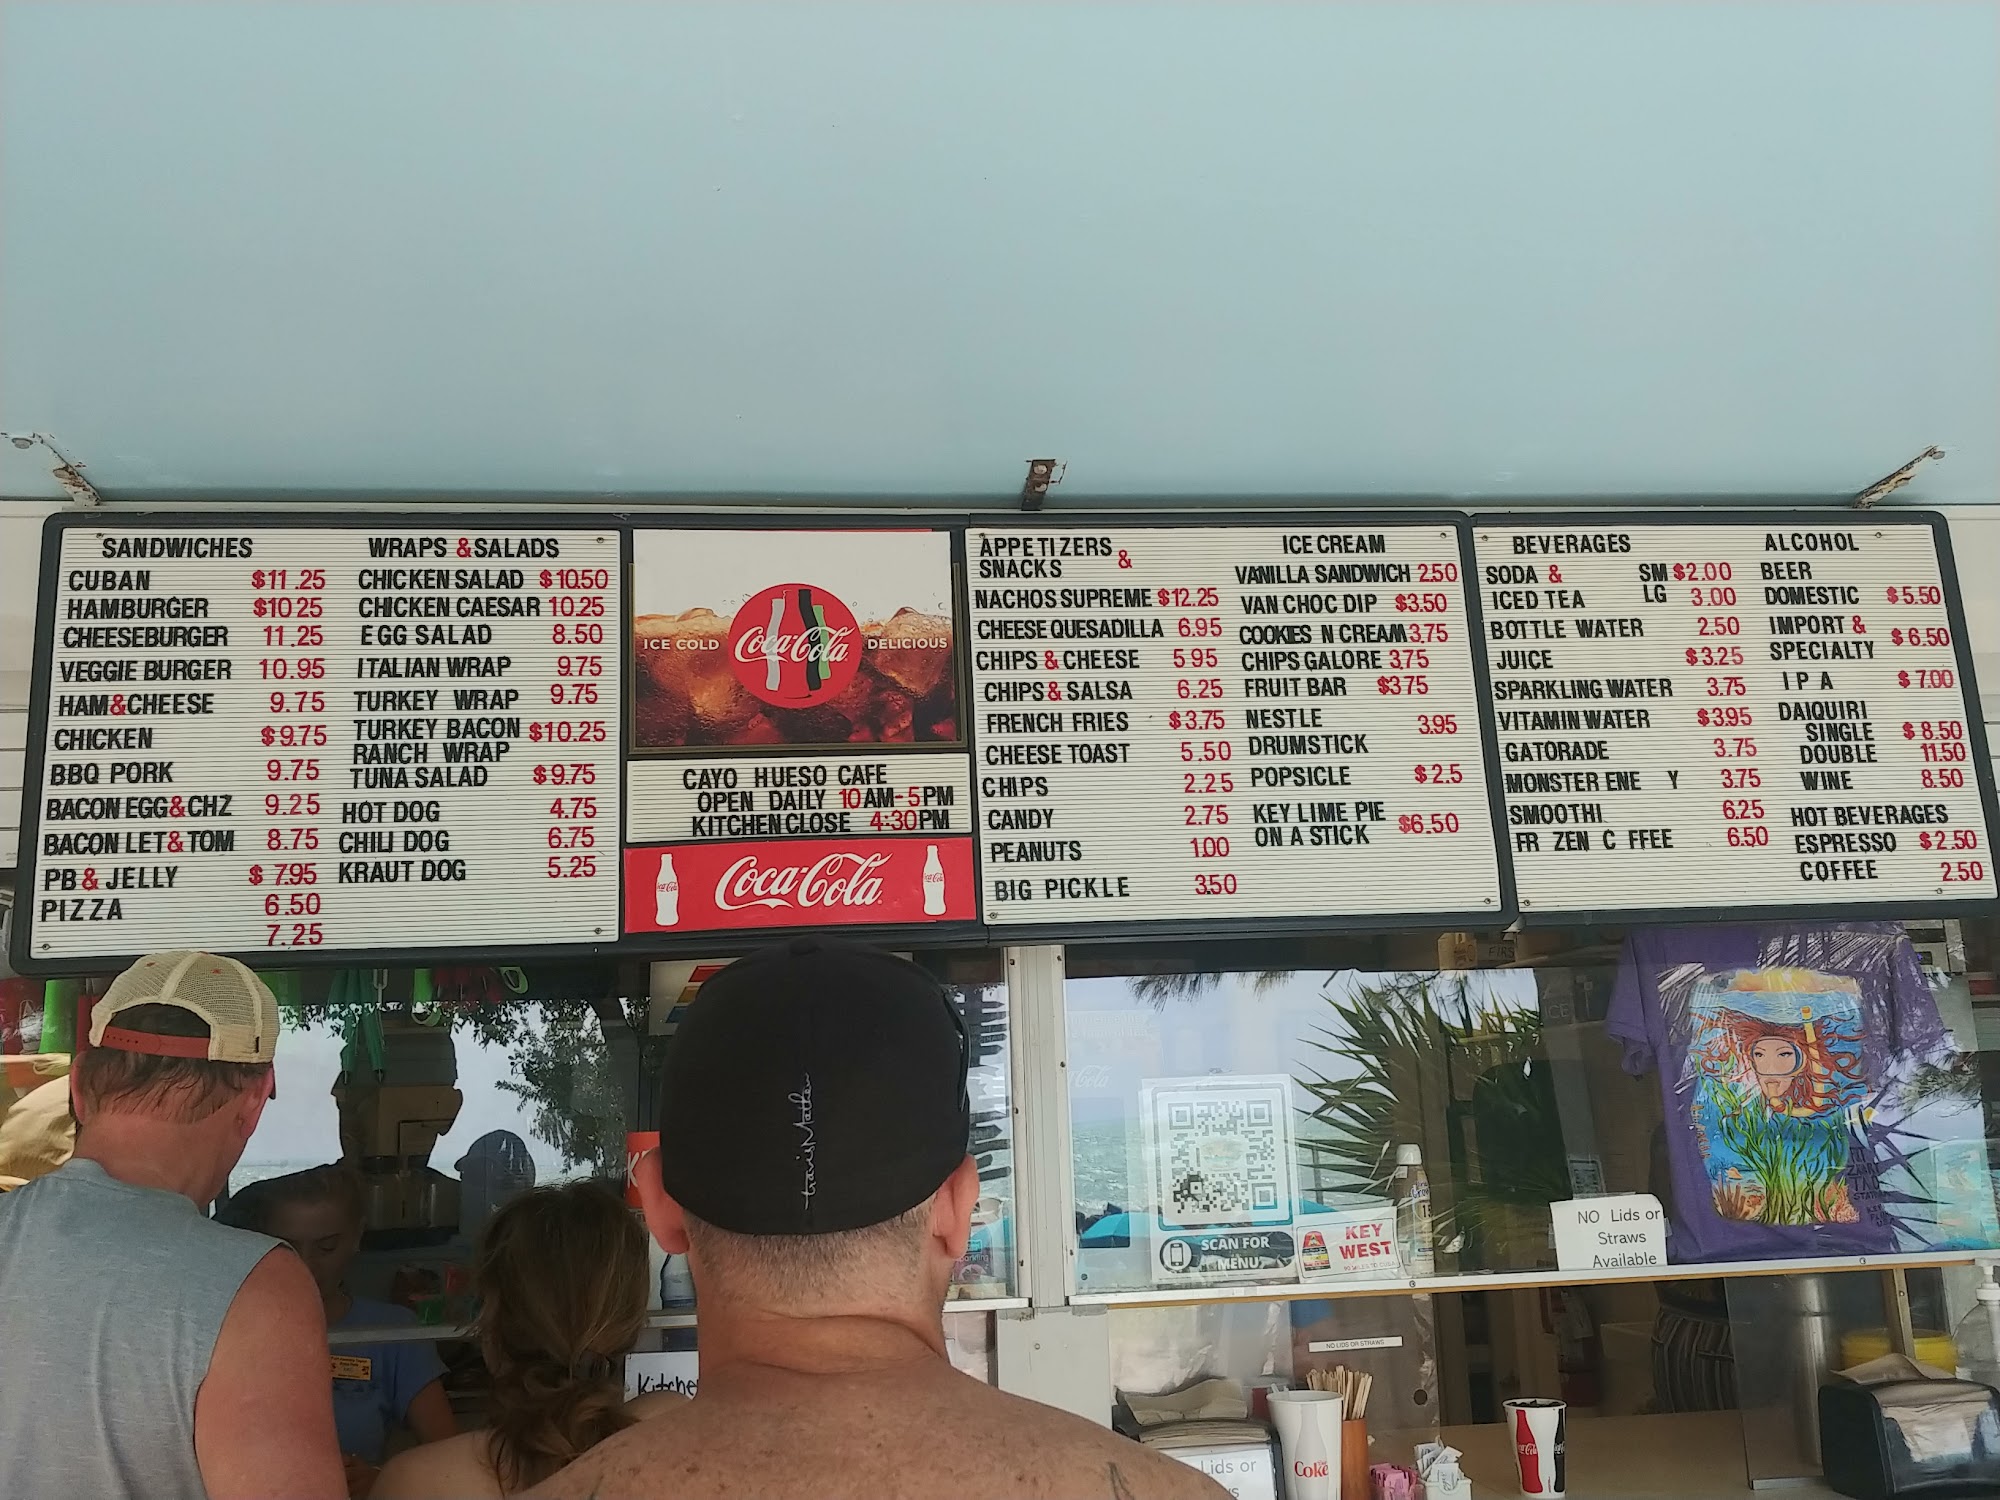 SANDWICHES
CUBAN $11.25
HAMBURGER $10 25
CHEESEBURGER 11.25
VEGGIE BURGER 10.95
HAM&CHEESE 9.75
CHICKEN $9.75
BBQ PORK 9.75
BACON EGG&CHZ 9.25
BACON LET&TOM 8.75
PB& JELLY $7.95
PIZZA 6.50
7.25
WRAPS &SALADS
CHICKEN SALAD $10.50
CHICKEN CAESAR 10.25
EGG SALAD 8.50
ITALIAN WRAP 9.75
TURKEY WRAP 9.75
TURKEY BACON $10.25
RANCH WRAP
TUNA SALAD $9.75
HOT DOG 4.75
CHILI DOG 6.75
KRAUT DOG 5.25
ICE COLD Coca-Cola DELICIOUS
CAYO HUESO CAFE
OPEN DAILY 10AM-5PM
KITCHEN CLOSE 4:30PM
Coca-Cola
APPETIZERS &
SNACKS
NACHOS SUPREME $12.25
CHEESE QUESADILLA 6.95
CHIPS & CHEESE 5 95
CHIPS & SALSA 6.25
FRENCH FRIES $3.75
CHEESE TOAST 5.50
CHIPS 2.25
CANDY 2.75
PEANUTS 1.00
BIG PICKLE 3.50
ICE CREAM
VANILLA SANDWICH 2.50
VAN CHOC DIP $3.50
COOKIES N CREAM 3.75
CHIPS GALORE 3.75
FRUIT BAR $3 75
NESTLE 3.95
DRUMSTICK
POPSICLE $2.5
KEY LIME PIE $6.50
ON A STICK
BEVERAGES
SODA & SM $2.00
ICED TEA LG 3.00
BOTTLE WATER 2.50
JUICE $3.25
SPARKLING WATER 3.75
VITAMIN WATER $3.95
GATORADE 3.75
MONSTER ENE Y 3.75
SMOOTHI 6.25
FR ZEN C FFEE 6.50
ALCOHOL
BEER
DOMESTIC $5.50
IMPORT & $6.50
SPECIALTY
I P A $7.00
DAIQUIRI
SINGLE $8.50
DOUBLE 11.50
WINE 8.50
HOT BEVERAGES
ESPRESSO $2.50
COFFEE 2.50
travisMathew
SCAN FOR
MENU
KEY
WEST
90 MILES TO CUBA
NO Lids or
Straws
Available
NO LIDS OR STRAWS
Kitche
Lids or
Coke